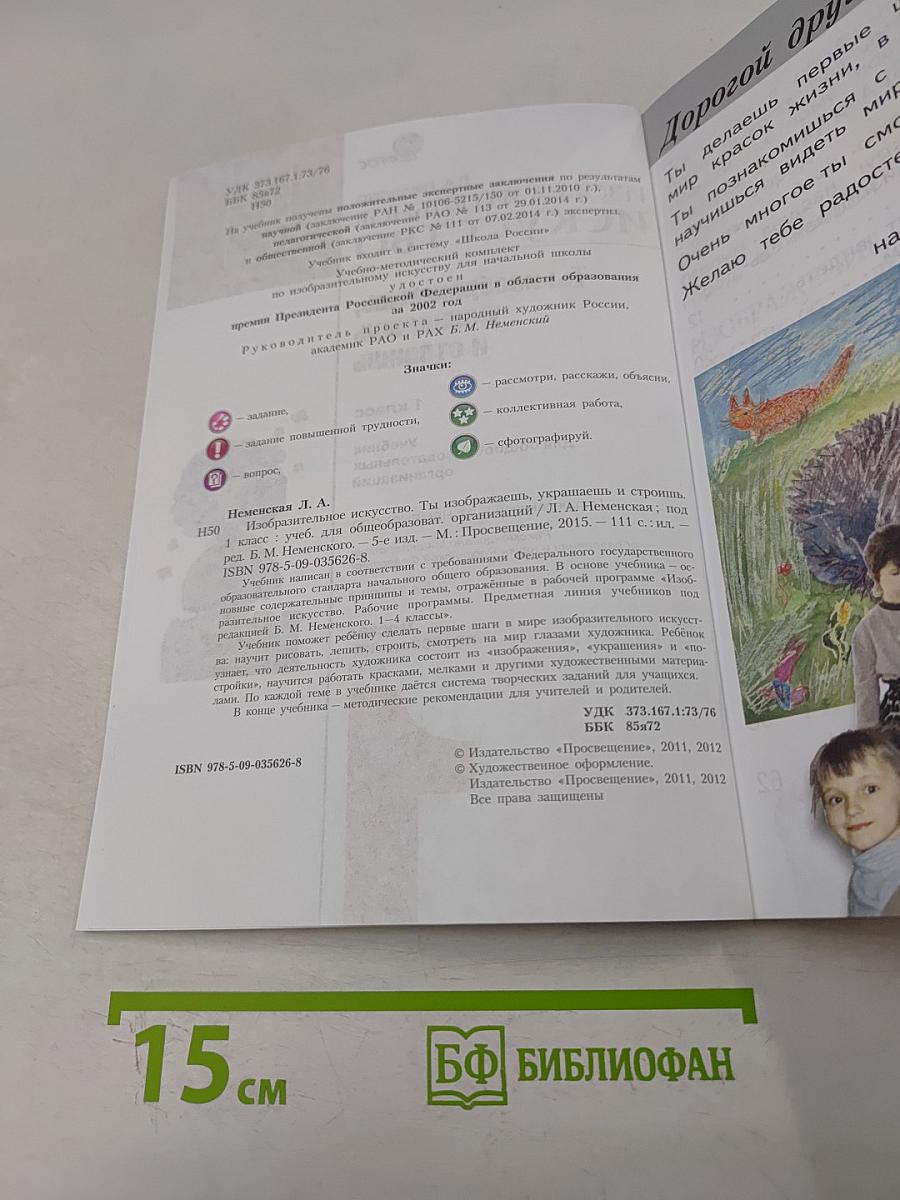 УДК 373.167.1:73/76
ББК 85я72
Н50
На учебник получены положительные экспертные заключения по результатам
научной (заключение РАН № 10106-5215/150 от 01.11.2010 г.),
педагогической (заключение РАО № 113 от 29.01.2014 г.)
и общественной (заключение РКС № 111 от 07.02.2014 г.) экспертиз.
Учебник входит в систему «Школа России»
Учебно-методический комплект
по изобразительному искусству для начальной школы
удостоен
премии Президента Российской Федерации в области образования
за 2002 год
Руководитель проекта — народный художник России,
академик РАО и РАХ Б. М. Неменский
Значки:
— задание,
— задание повышенной трудности,
— вопрос,
— рассмотри, расскажи, объясни,
— коллективная работа,
— сфотографируй.
Неменская Л. А.
Н50 Изобразительное искусство. Ты изображаешь, украшаешь и строишь.
1 класс : учеб. для общеобразоват. организаций / Л. А. Неменская ; под
ред. Б. М. Неменского. — 5-е изд. — М. : Просвещение, 2015. — 111 с. : ил. —
ISBN 978-5-09-035626-8.
Учебник написан в соответствии с требованиями Федерального государственного
образовательного стандарта начального общего образования. В основе учебника — ос-
новные содержательные принципы и темы, отражённые в рабочей программе «Изоб-
разительное искусство. Рабочие программы. Предметная линия учебников под
редакцией Б. М. Неменского. 1—4 классы».
Учебник поможет ребёнку сделать первые шаги в мире изобразительного искусст-
ва: научит рисовать, лепить, строить, смотреть на мир глазами художника. Ребёнок
узнает, что деятельность художника состоит из «изображения», «украшения» и «по-
стройки», научится работать красками, мелками и другими художественными материа-
лами. По каждой теме в учебнике даётся система творческих заданий для учащихся.
В конце учебника — методические рекомендации для учителей и родителей.
УДК 373.167.1:73/76
ББК 85я72
ISBN 978-5-09-035626-8
© Издательство «Просвещение», 2011, 2012
© Художественное оформление.
Издательство «Просвещение», 2011, 2012
Все права защищены
Дорогой
Ты делаешь первые
мир красок жизни, в
Ты познакомишься с
научишься видеть
Очень многое ты
Желаю тебе
15 см
БФ БИБЛИОФАН